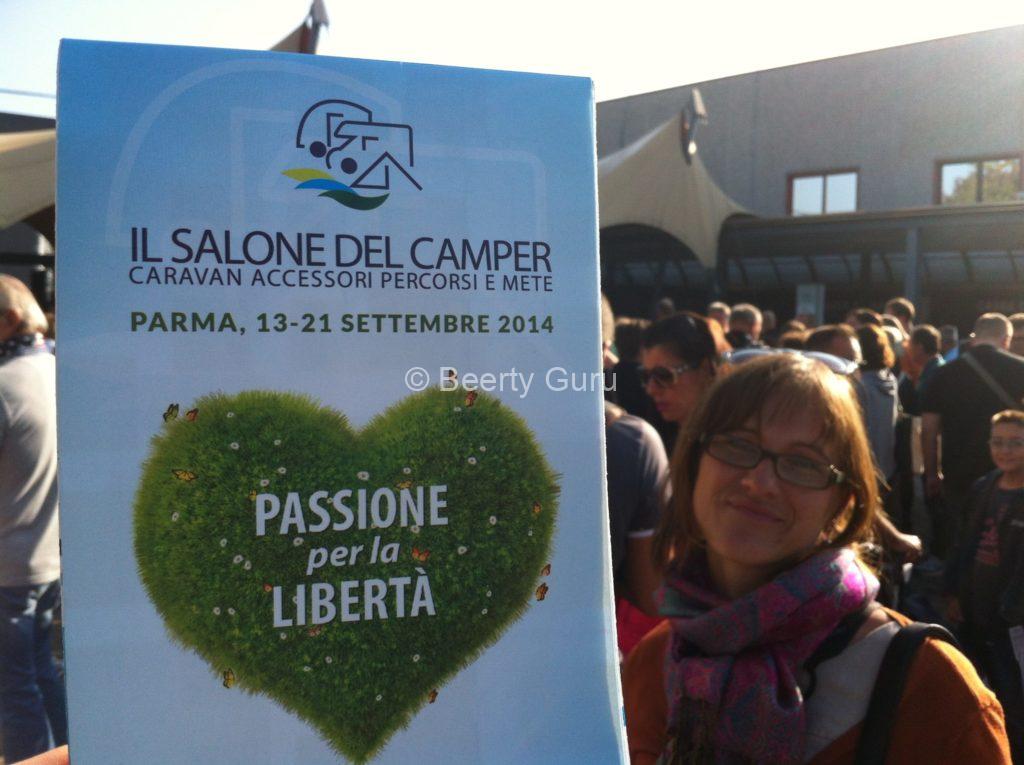 IL SALONE DEL CAMPER
CARAVAN ACCESSORI PERCORSI E METE
PARMA, 13-21 SETTEMBRE 2014
© Beerty Guru
PASSIONE
per la
LIBERTÀ